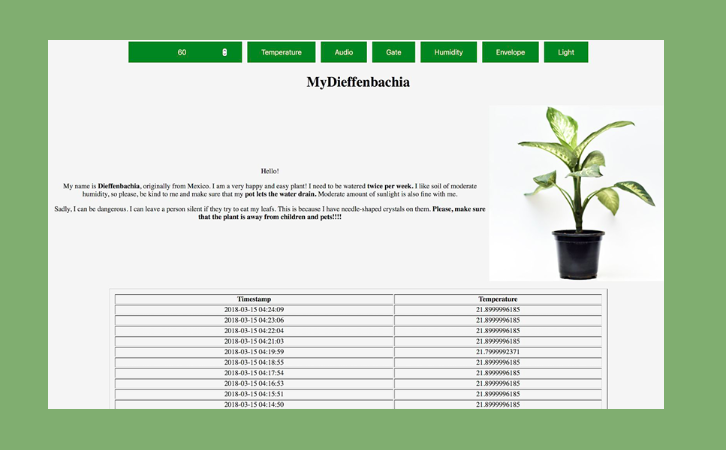 60 Temperature Audio Gate Humidity Envelope Light
MyDieffenbachia
Hello!
My name is Dieffenbachia, originally from Mexico. I am a very happy and easy plant! I need to be watered twice per week. I like soil of moderate
humidity, so please, be kind to me and make sure that my pot lets the water drain. Moderate amount of sunlight is also fine with me.
Sadly, I can be dangerous. I can leave a person silent if they try to eat my leafs. This is because I have needle-shaped crystals on them. Please, make sure
that the plant is away from children and pets!!!!
Timestamp Temperature
2018-03-15 04:24:09 21.8999996185
2018-03-15 04:23:06 21.8999996185
2018-03-15 04:22:04 21.8999996185
2018-03-15 04:21:03 21.8999996185
2018-03-15 04:19:59 21.7999992371
2018-03-15 04:18:55 21.8999996185
2018-03-15 04:17:54 21.8999996185
2018-03-15 04:16:53 21.8999996185
2018-03-15 04:15:51 21.8999996185
2018-03-15 04:14:50 21.8999996185